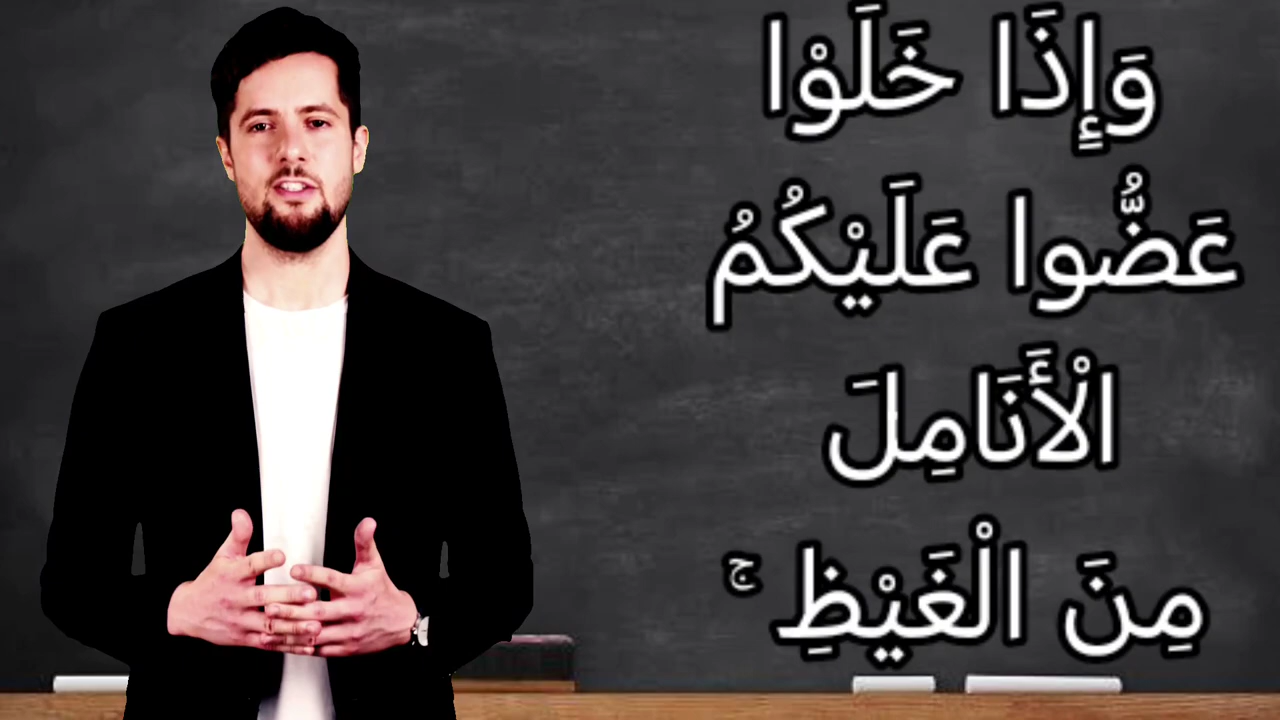 وَإِذَا خَلَوْا
عَضُّوا عَلَيْكُمُ
الْأَنَامِلَ
مِنَ الْغَيْظِ ۚ